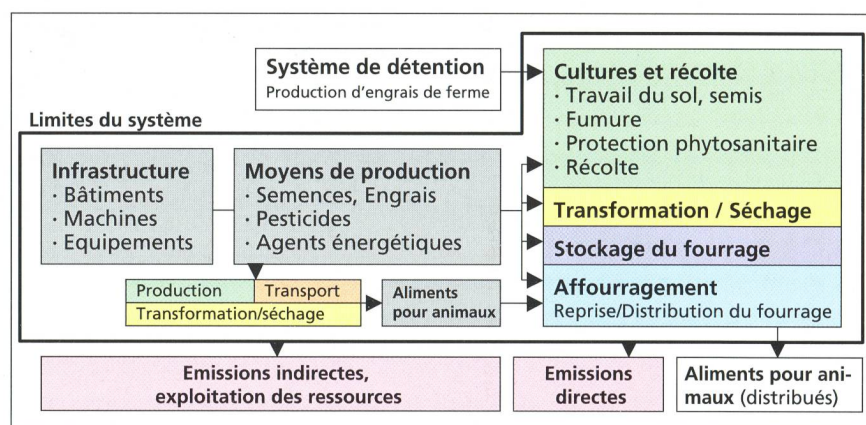 Système de détention
Production d'engrais de ferme
Cultures et récolte
· Travail du sol, semis
· Fumure
· Protection phytosanitaire
· Récolte
Limites du système
Infrastructure
· Bâtiments
· Machines
· Equipements
Moyens de production
· Semences, Engrais
· Pesticides
· Agents énergétiques
Transformation / Séchage
Stockage du fourrage
Affourragement
Reprise/Distribution du fourrage
Production
Transport
Transformation/séchage
Aliments
pour animaux
Emissions indirectes,
exploitation des ressources
Emissions
directes
Aliments pour ani-
maux (distribués)